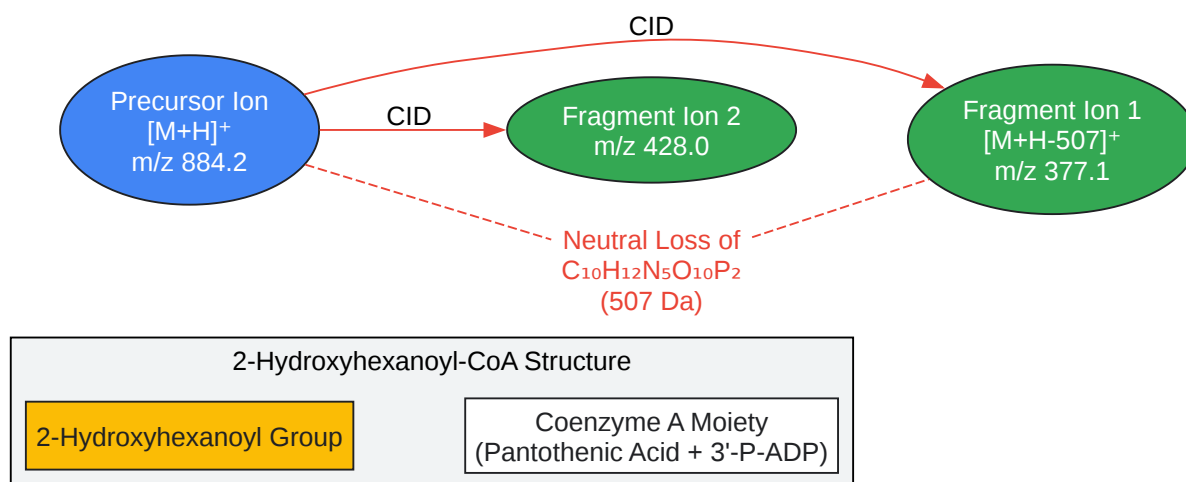 CID
Precursor Ion
[M+H]⁺
m/z 884.2
CID
Fragment Ion 2
m/z 428.0
Fragment Ion 1
[M+H-507]⁺
m/z 377.1
Neutral Loss of
C₁₀H₁₂N₅O₁₀P₂
(507 Da)
2-Hydroxyhexanoyl-CoA Structure
2-Hydroxyhexanoyl Group
Coenzyme A Moiety
(Pantothenic Acid + 3'-P-ADP)